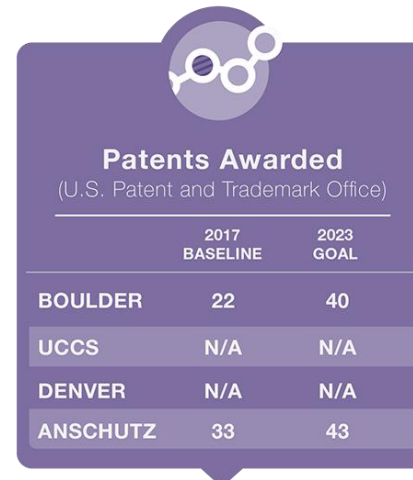 Patents Awarded
(U.S. Patent and Trademark Office)
2017 2023
BASELINE GOAL
BOULDER 22 40
UCCS N/A N/A
DENVER N/A N/A
ANSCHUTZ 33 43